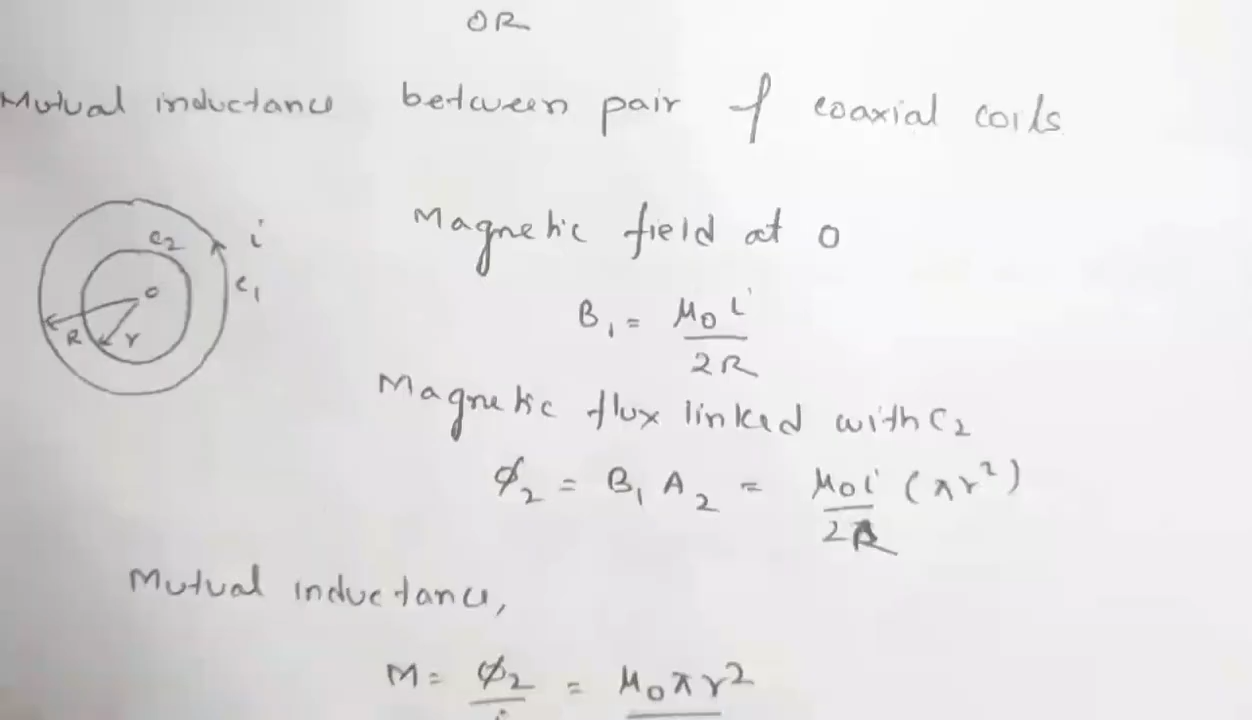 OR
Mutual inductance between pair of coaxial coils
C2 i
C1
O
R r
Magnetic field at O
B1 = μ0 i / 2R
Magnetic flux linked with C2
ϕ2 = B1 A2 = μ0 i / 2R (πr²)
Mutual inductance,
M = ϕ2 / i = μ0 π r²